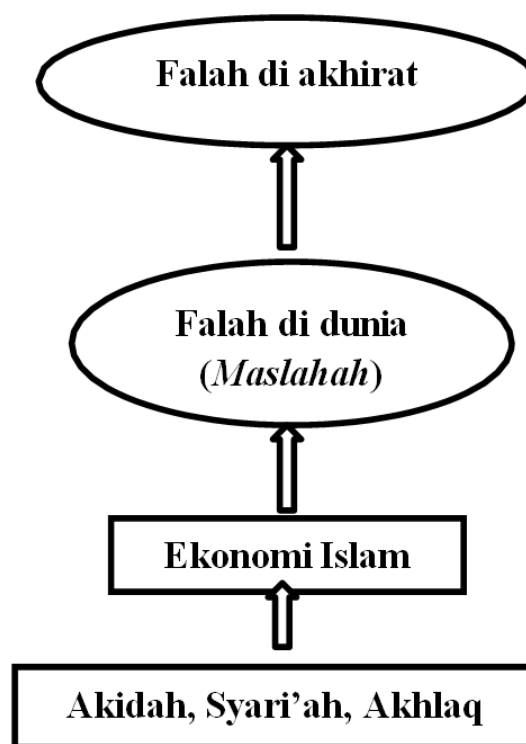 Falah di akhirat
Falah di dunia
(Maslahah)
Ekonomi Islam
Akidah, Syari’ah, Akhlaq